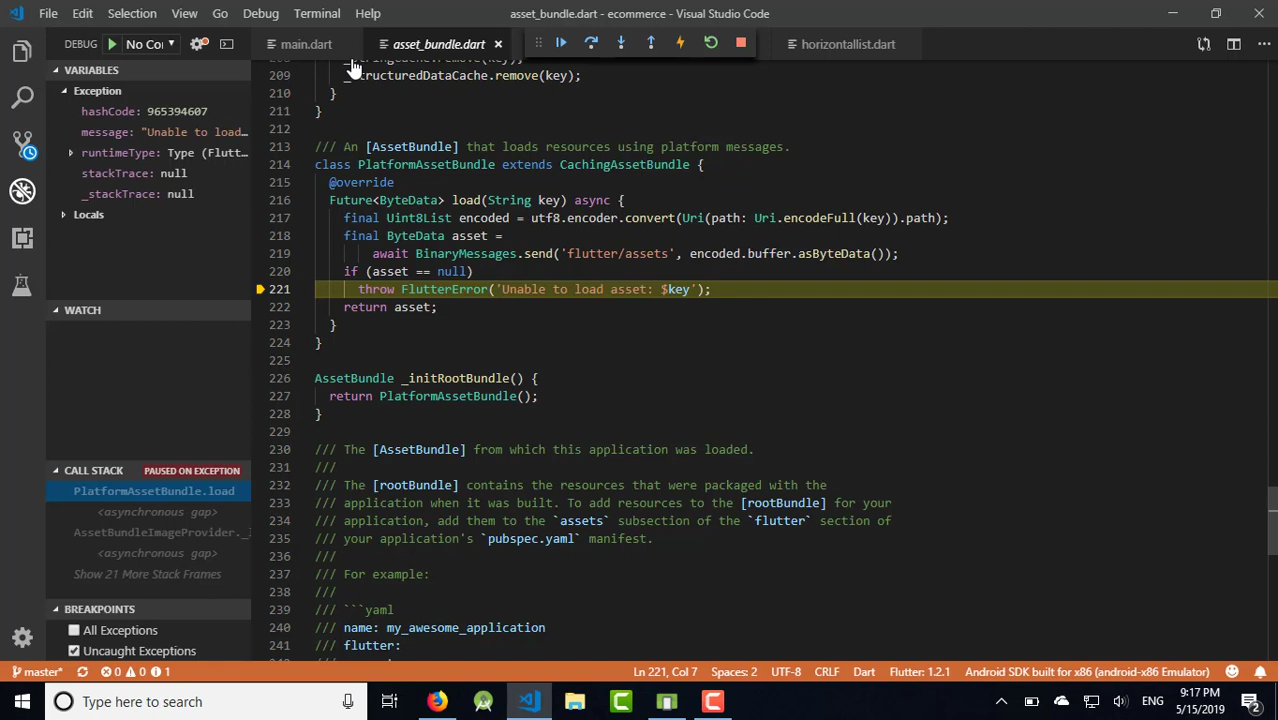 File Edit Selection View Go Debug Terminal Help asset_bundle.dart - ecommerce - Visual Studio Code
DEBUG No Cor main.dart asset_bundle.dart horizontallist.dart
VARIABLES
Exception
hashCode: 965394607
message: "Unable to load…
runtimeType: Type (Flutt…
stackTrace: null
_stackTrace: null
Locals
WATCH
CALL STACK PAUSED ON EXCEPTION
PlatformAssetBundle.load
<asynchronous gap>
AssetBundleImageProvider._l
<asynchronous gap>
Show 21 More Stack Frames
BREAKPOINTS
All Exceptions
Uncaught Exceptions
209 _structuredDataCache.remove(key);
210 }
211 }
212
213 /// An [AssetBundle] that loads resources using platform messages.
214 class PlatformAssetBundle extends CachingAssetBundle {
215 @override
216 Future<ByteData> load(String key) async {
217 final Uint8List encoded = utf8.encoder.convert(Uri(path: Uri.encodeFull(key)).path);
218 final ByteData asset =
219 await BinaryMessages.send('flutter/assets', encoded.buffer.asByteData());
220 if (asset == null)
221 throw FlutterError('Unable to load asset: $key');
222 return asset;
223 }
224 }
225
226 AssetBundle _initRootBundle() {
227 return PlatformAssetBundle();
228 }
229
230 /// The [AssetBundle] from which this application was loaded.
231 ///
232 /// The [rootBundle] contains the resources that were packaged with the
233 /// application when it was built. To add resources to the [rootBundle] for your
234 /// application, add them to the `assets` subsection of the `flutter` section of
235 /// your application's `pubspec.yaml` manifest.
236 ///
237 /// For example:
238 ///
239 /// ```yaml
240 /// name: my_awesome_application
241 /// flutter:
master* 0 0 1 Ln 221, Col 7 Spaces: 2 UTF-8 CRLF Dart Flutter: 1.2.1 Android SDK built for x86 (android-x86 Emulator)
Type here to search ENG 9:17 PM
5/15/2019 2